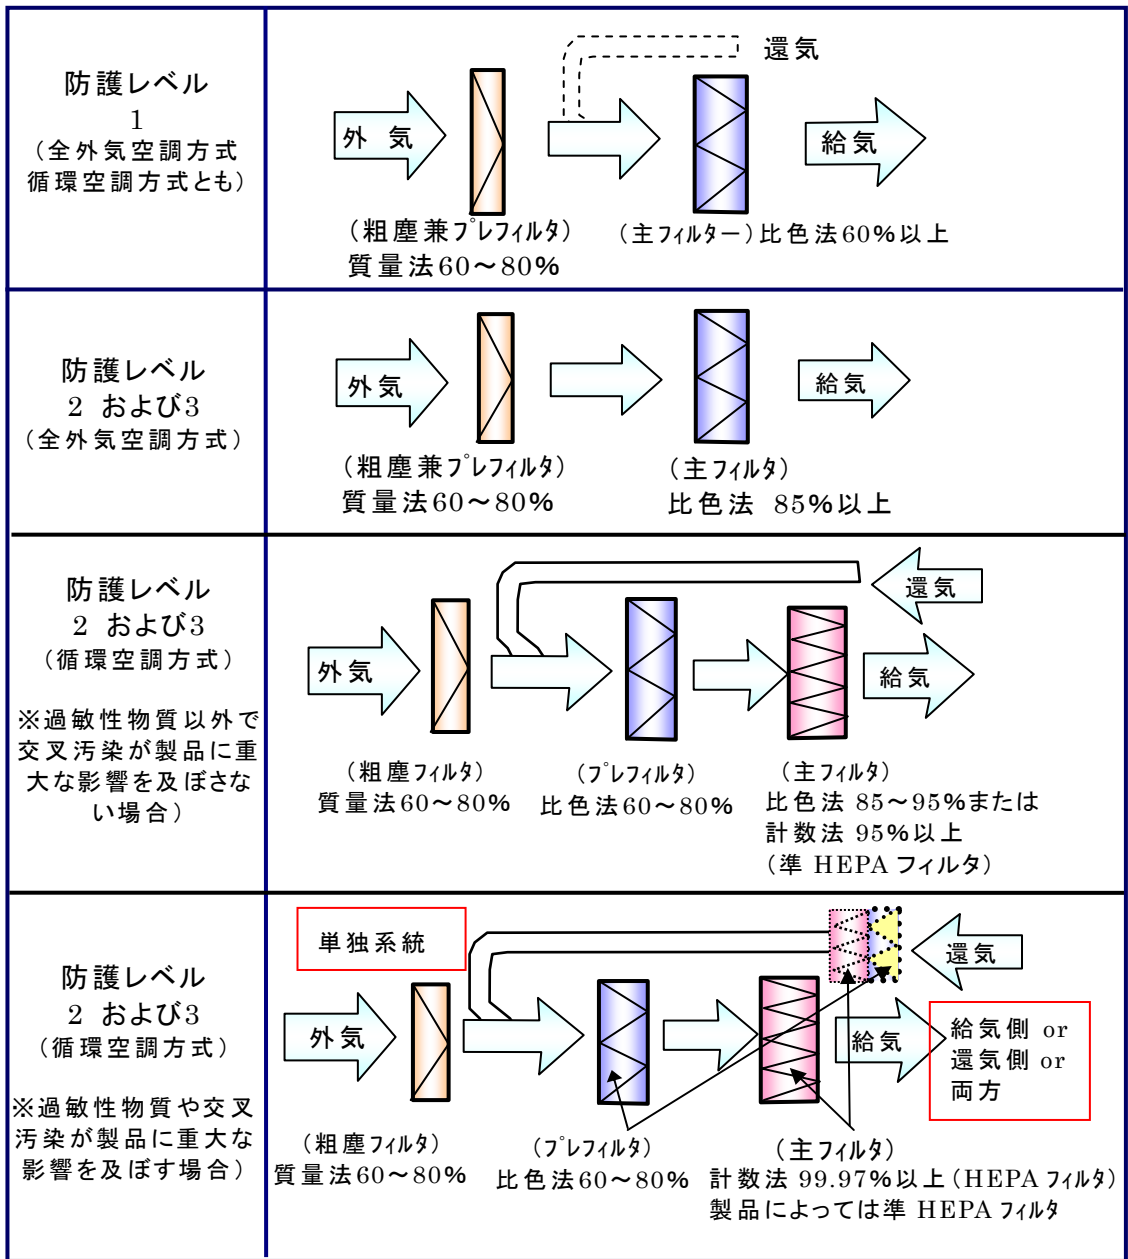 防護レベル
1
（全外気空調方式
循環空調方式とも）
還気
外 気
給気
（粗塵兼プレフィルタ）
質量法60～80%
（主フィルター）比色法60%以上
防護レベル
2 および3
（全外気空調方式）
外気
給気
（粗塵兼プレフィルタ）
質量法60～80%
（主フィルタ）
比色法 85%以上
防護レベル
2 および3
（循環空調方式）
※過敏性物質以外で
交叉汚染が製品に重
大な影響を及ぼさな
い場合）
還気
外気
給気
（粗塵フィルタ）
質量法60～80%
（プレフィルタ）
比色法60～80%
（主フィルタ）
比色法 85～95%または
計数法 95%以上
（準 HEPA フィルタ）
防護レベル
2 および3
（循環空調方式）
※過敏性物質や交叉
汚染が製品に重大な
影響を及ぼす場合）
単独系統
還気
外気
給気
給気側 or
還気側 or
両方
（粗塵フィルタ）
質量法60～80%
（プレフィルタ）
比色法60～80%
（主フィルタ）
計数法 99.97%以上（HEPA フィルタ）
製品によっては準 HEPA フィルタ